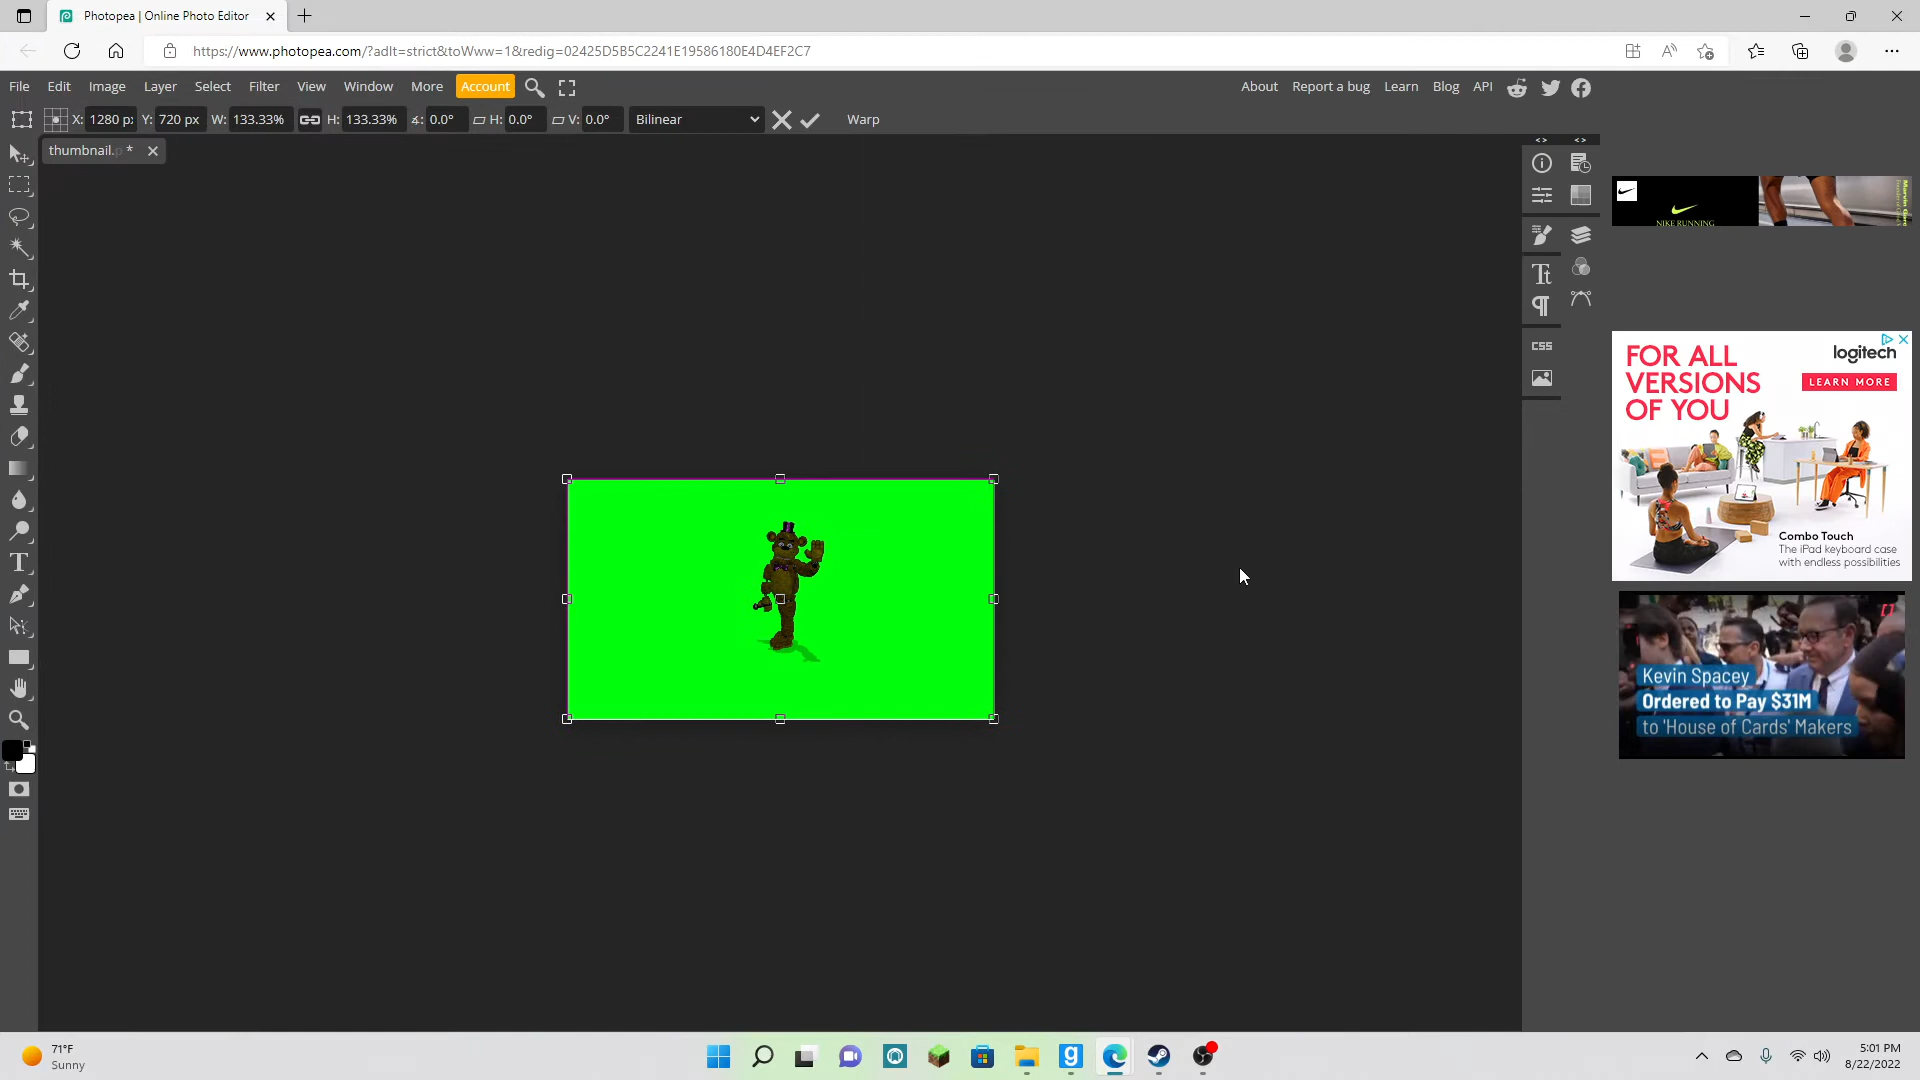 Photopea | Online Photo Editor
https://www.photopea.com/?adlt=strict&toWww=1&redig=02425D5B5C2241E19586180E4D4EF2C7
File Edit Image Layer Select Filter View Window More Account
About Report a bug Learn Blog API
X: 1280 p: Y: 720 px W: 133.33% H: 133.33% ∡: 0.0° H: 0.0° V: 0.0° Bilinear Warp
thumbnail.p *
NIKE RUNNING
FOR ALL
VERSIONS
OF YOU
logitech
LEARN MORE
Combo Touch
The iPad keyboard case
with endless possibilities
CSS
Kevin Spacey
Ordered to Pay $31M
to 'House of Cards' Makers
71°F
Sunny
5:01 PM
8/22/2022